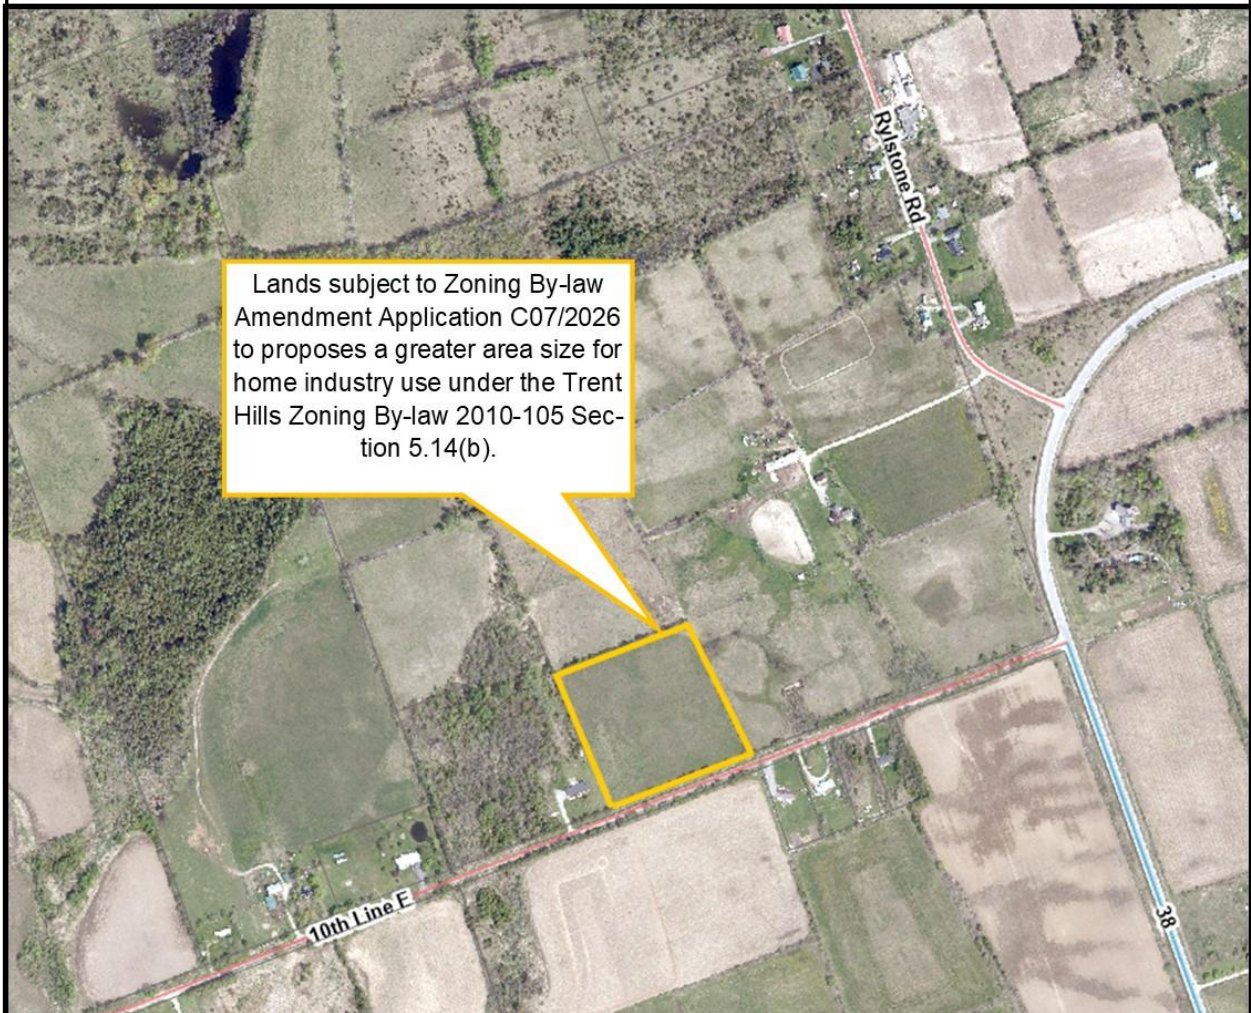 Rylstone Rd
Lands subject to Zoning By-law
Amendment Application C07/2026
to proposes a greater area size for
home industry use under the Trent
Hills Zoning By-law 2010-105 Sec-
tion 5.14(b).
10th Line E
38